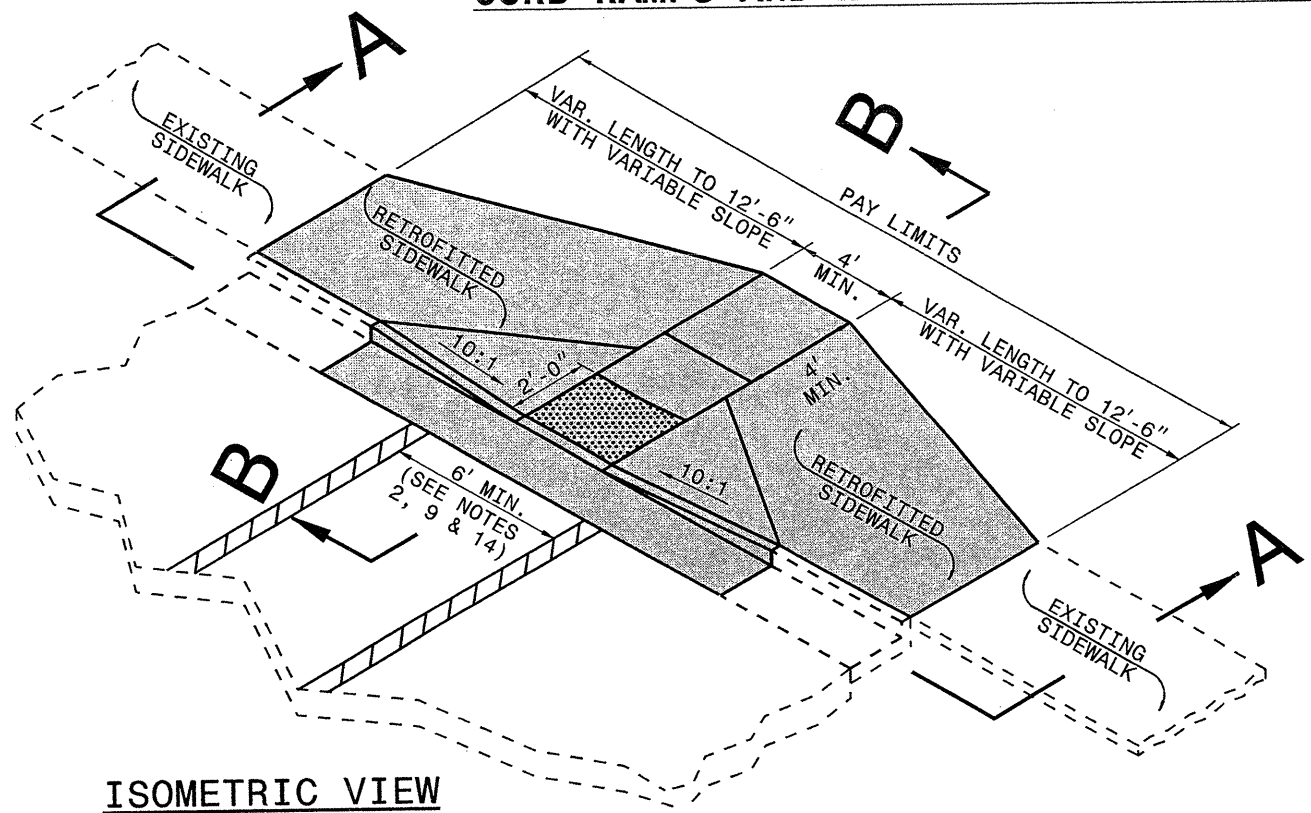 A
B
EXISTING
SIDEWALK
VAR. LENGTH TO 12'-6"
WITH VARIABLE SLOPE
PAY LIMITS
4'
MIN.
VAR. LENGTH TO 12'-6"
WITH VARIABLE SLOPE
RETROFITTED
SIDEWALK
10:1
2'-0"
4'
MIN.
10:1
RETROFITTED
SIDEWALK
B
6' MIN.
(SEE NOTES
2, 9 & 14)
A
EXISTING
SIDEWALK
ISOMETRIC VIEW